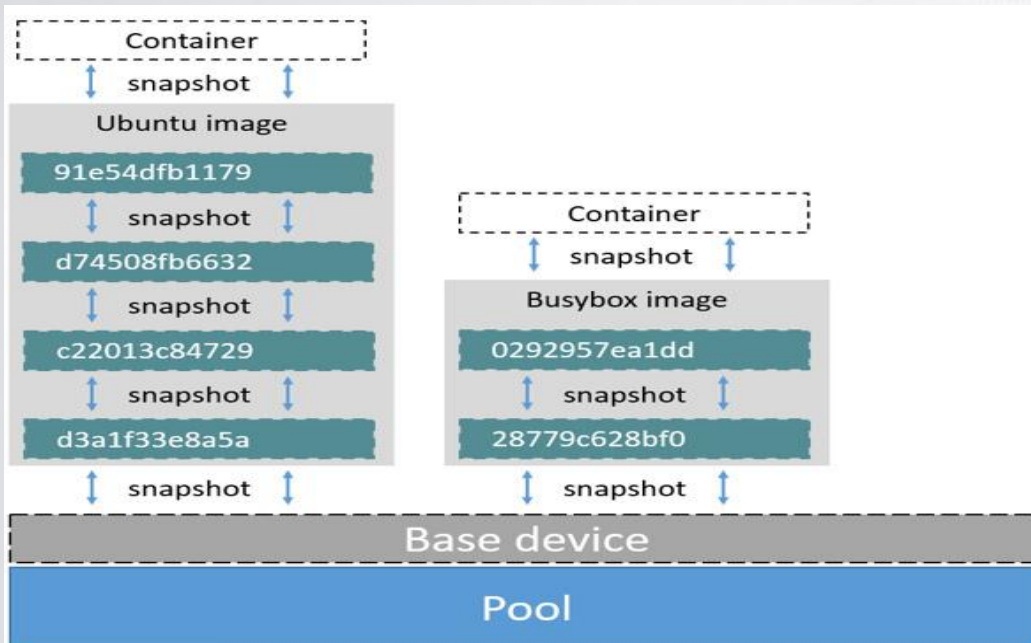 Container
snapshot
Ubuntu image
91e54dfb1179
snapshot
d74508fb6632
snapshot
c22013c84729
snapshot
d3a1f33e8a5a
snapshot
Container
snapshot
Busybox image
0292957ea1dd
snapshot
28779c628bf0
snapshot
Base device
Pool